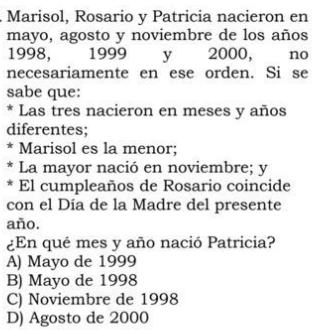 . Marisol, Rosario y Patricia nacieron en
mayo, agosto y noviembre de los años
1998, 1999 y 2000, no
necesariamente en ese orden. Si se
sabe que:
* Las tres nacieron en meses y años
diferentes;
* Marisol es la menor;
* La mayor nació en noviembre; y
* El cumpleaños de Rosario coincide
con el Día de la Madre del presente
año.
¿En qué mes y año nació Patricia?
A) Mayo de 1999
B) Mayo de 1998
C) Noviembre de 1998
D) Agosto de 2000